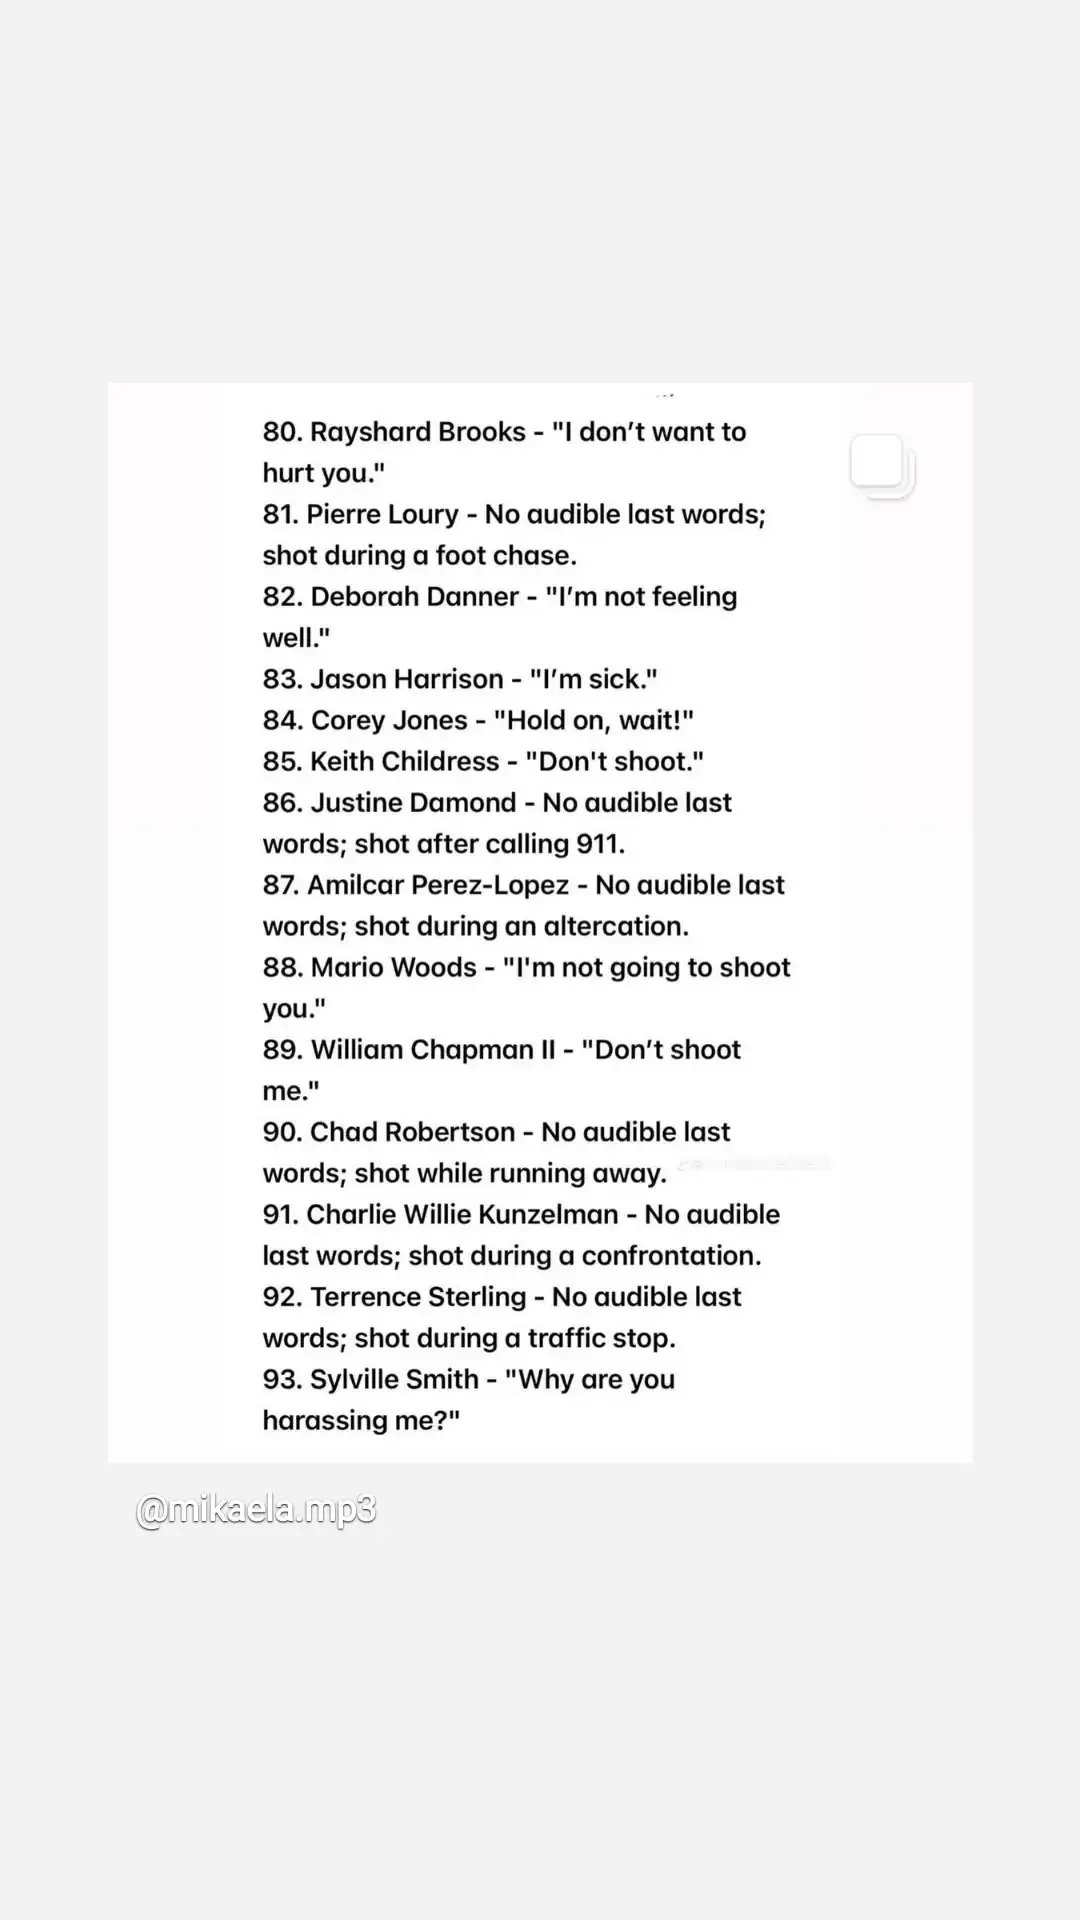 80. Rayshard Brooks - "I don’t want to
hurt you."
81. Pierre Loury - No audible last words;
shot during a foot chase.
82. Deborah Danner - "I’m not feeling
well."
83. Jason Harrison - "I’m sick."
84. Corey Jones - "Hold on, wait!"
85. Keith Childress - "Don't shoot."
86. Justine Damond - No audible last
words; shot after calling 911.
87. Amilcar Perez-Lopez - No audible last
words; shot during an altercation.
88. Mario Woods - "I'm not going to shoot
you."
89. William Chapman II - "Don’t shoot
me."
90. Chad Robertson - No audible last
words; shot while running away.
91. Charlie Willie Kunzelman - No audible
last words; shot during a confrontation.
92. Terrence Sterling - No audible last
words; shot during a traffic stop.
93. Sylville Smith - "Why are you
harassing me?"
@mikaela.mp3